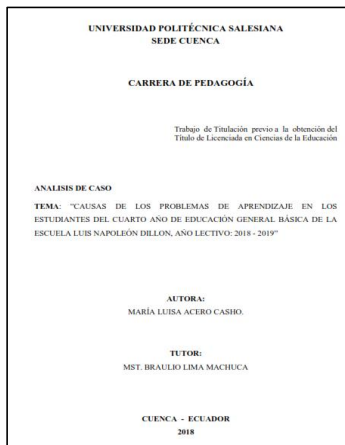 UNIVERSIDAD POLITÉCNICA SALESIANA
SEDE CUENCA
CARRERA DE PEDAGOGÍA
Trabajo de Titulación previo a la obtención del
Título de Licenciada en Ciencias de la Educación
ANALISIS DE CASO
TEMA: "CAUSAS DE LOS PROBLEMAS DE APRENDIZAJE EN LOS
ESTUDIANTES DEL CUARTO AÑO DE EDUCACIÓN GENERAL BÁSICA DE LA
ESCUELA LUIS NAPOLEÓN DILLON, AÑO LECTIVO: 2018 - 2019"
AUTORA:
MARÍA LUISA ACERO CASHO.
TUTOR:
MST. BRAULIO LIMA MACHUCA
CUENCA - ECUADOR
2018